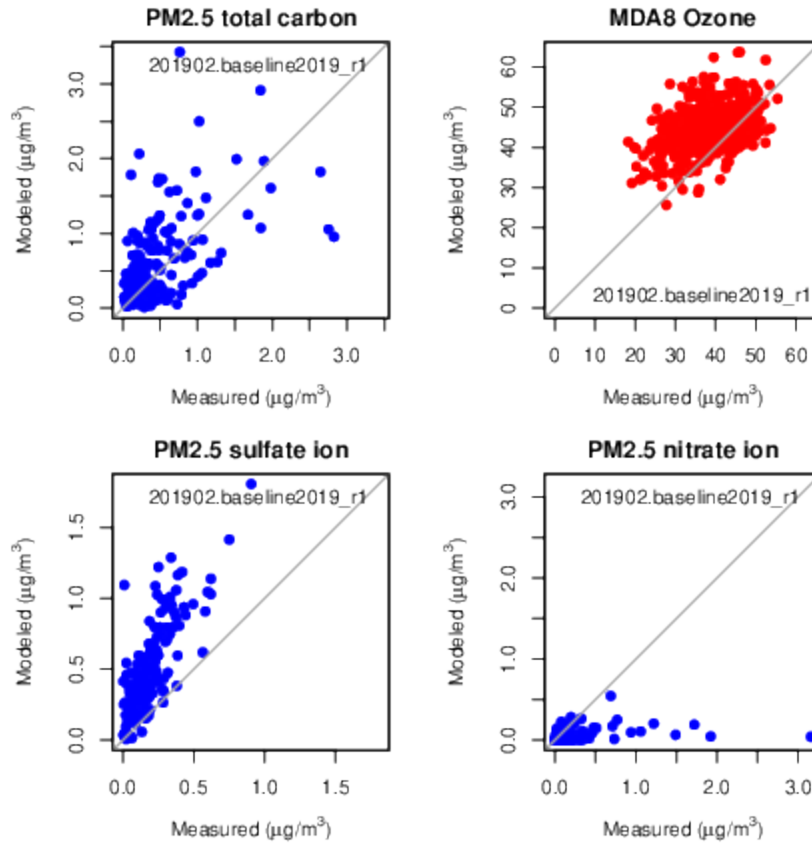 PM2.5 total carbon
201902.baseline2019_r1
Modeled (μg/m³)
0.0 1.0 2.0 3.0
0.0 1.0 2.0 3.0
Measured (μg/m³)
MDA8 Ozone
201902.baseline2019_r1
Modeled (μg/m³)
0 10 20 30 40 50 60
0 10 20 30 40 50 60
Measured (μg/m³)
PM2.5 sulfate ion
201902.baseline2019_r1
Modeled (μg/m³)
0.0 0.5 1.0 1.5
0.0 0.5 1.0 1.5
Measured (μg/m³)
PM2.5 nitrate ion
201902.baseline2019_r1
Modeled (μg/m³)
0.0 1.0 2.0 3.0
0.0 1.0 2.0 3.0
Measured (μg/m³)